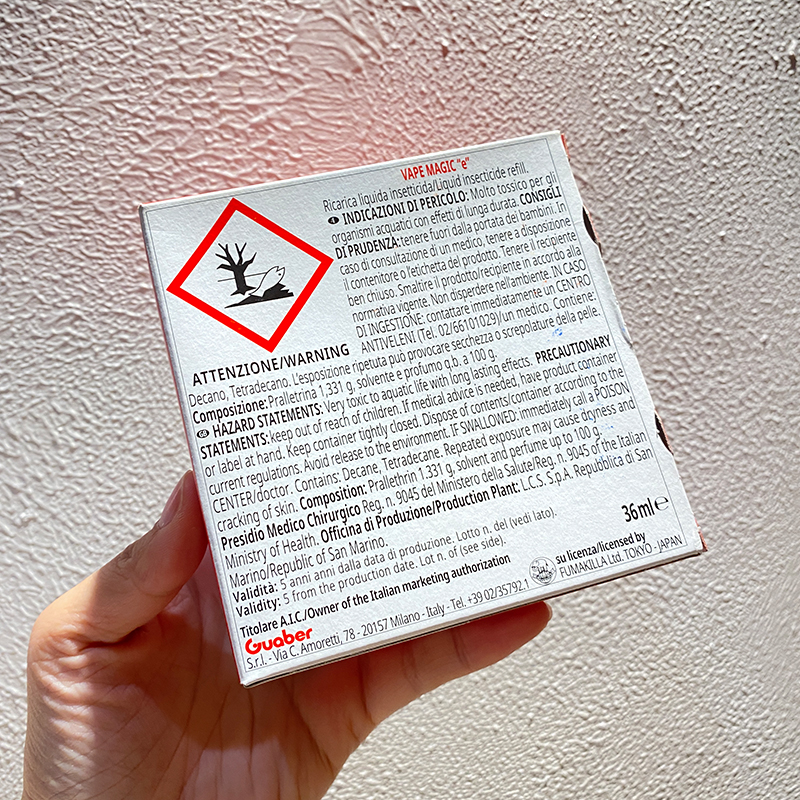 VAPE MAGIC "e"
Ricarica liquida insetticida/Liquid insecticide refill.
I INDICAZIONI DI PERICOLO: Molto tossico per gli
organismi acquatici con effetti di lunga durata. CONSIGLI
DI PRUDENZA: tenere fuori dalla portata dei bambini. In
caso di consultazione di un medico, tenere a disposizione
il contenitore o l'etichetta del prodotto. Tenere il recipiente
ben chiuso. Smaltire il prodotto/recipiente in accordo alla
normativa vigente. Non disperdere nell'ambiente. IN CASO
DI INGESTIONE: contattare immediatamente un CENTRO
ANTIVELENI (Tel. 02/66101029)/un medico. Contiene:
ATTENZIONE/WARNING
Decano, Tetradecano. L'esposizione ripetuta può provocare secchezza o screpolature della pelle.
Composizione: Pralletrina 1,331 g, solvente e profumo q.b. a 100 g.
GB HAZARD STATEMENTS: Very toxic to aquatic life with long lasting effects. PRECAUTIONARY
STATEMENTS: keep out of reach of children. If medical advice is needed, have product container
or label at hand. Keep container tightly closed. Dispose of contents/container according to the
current regulations. Avoid release to the environment. IF SWALLOWED: immediately call a POISON
CENTER/doctor. Contains: Decane, Tetradecane. Repeated exposure may cause dryness and
cracking of skin. Composition: Prallethrin 1.331 g, solvent and perfume up to 100 g.
Presidio Medico Chirurgico Reg. n. 9045 del Ministero della Salute/Reg. n. 9045 of the Italian
Ministry of Health. Officina di Produzione/Production Plant: L.C.S. S.p.A. Repubblica di San
Marino/Republic of San Marino.
Validità: 5 anni anni dalla data di produzione. Lotto n. del (vedi lato).
Validity: 5 from the production date. Lot n. of (see side).
36 ml e
Titolare A.I.C./Owner of the Italian marketing authorization
Guaber
S.r.l. - Via C. Amoretti, 78 - 20157 Milano - Italy - Tel. +39 02/35792.1
su licenza/licensed by
FUMAKILLA Ltd. TOKYO - JAPAN